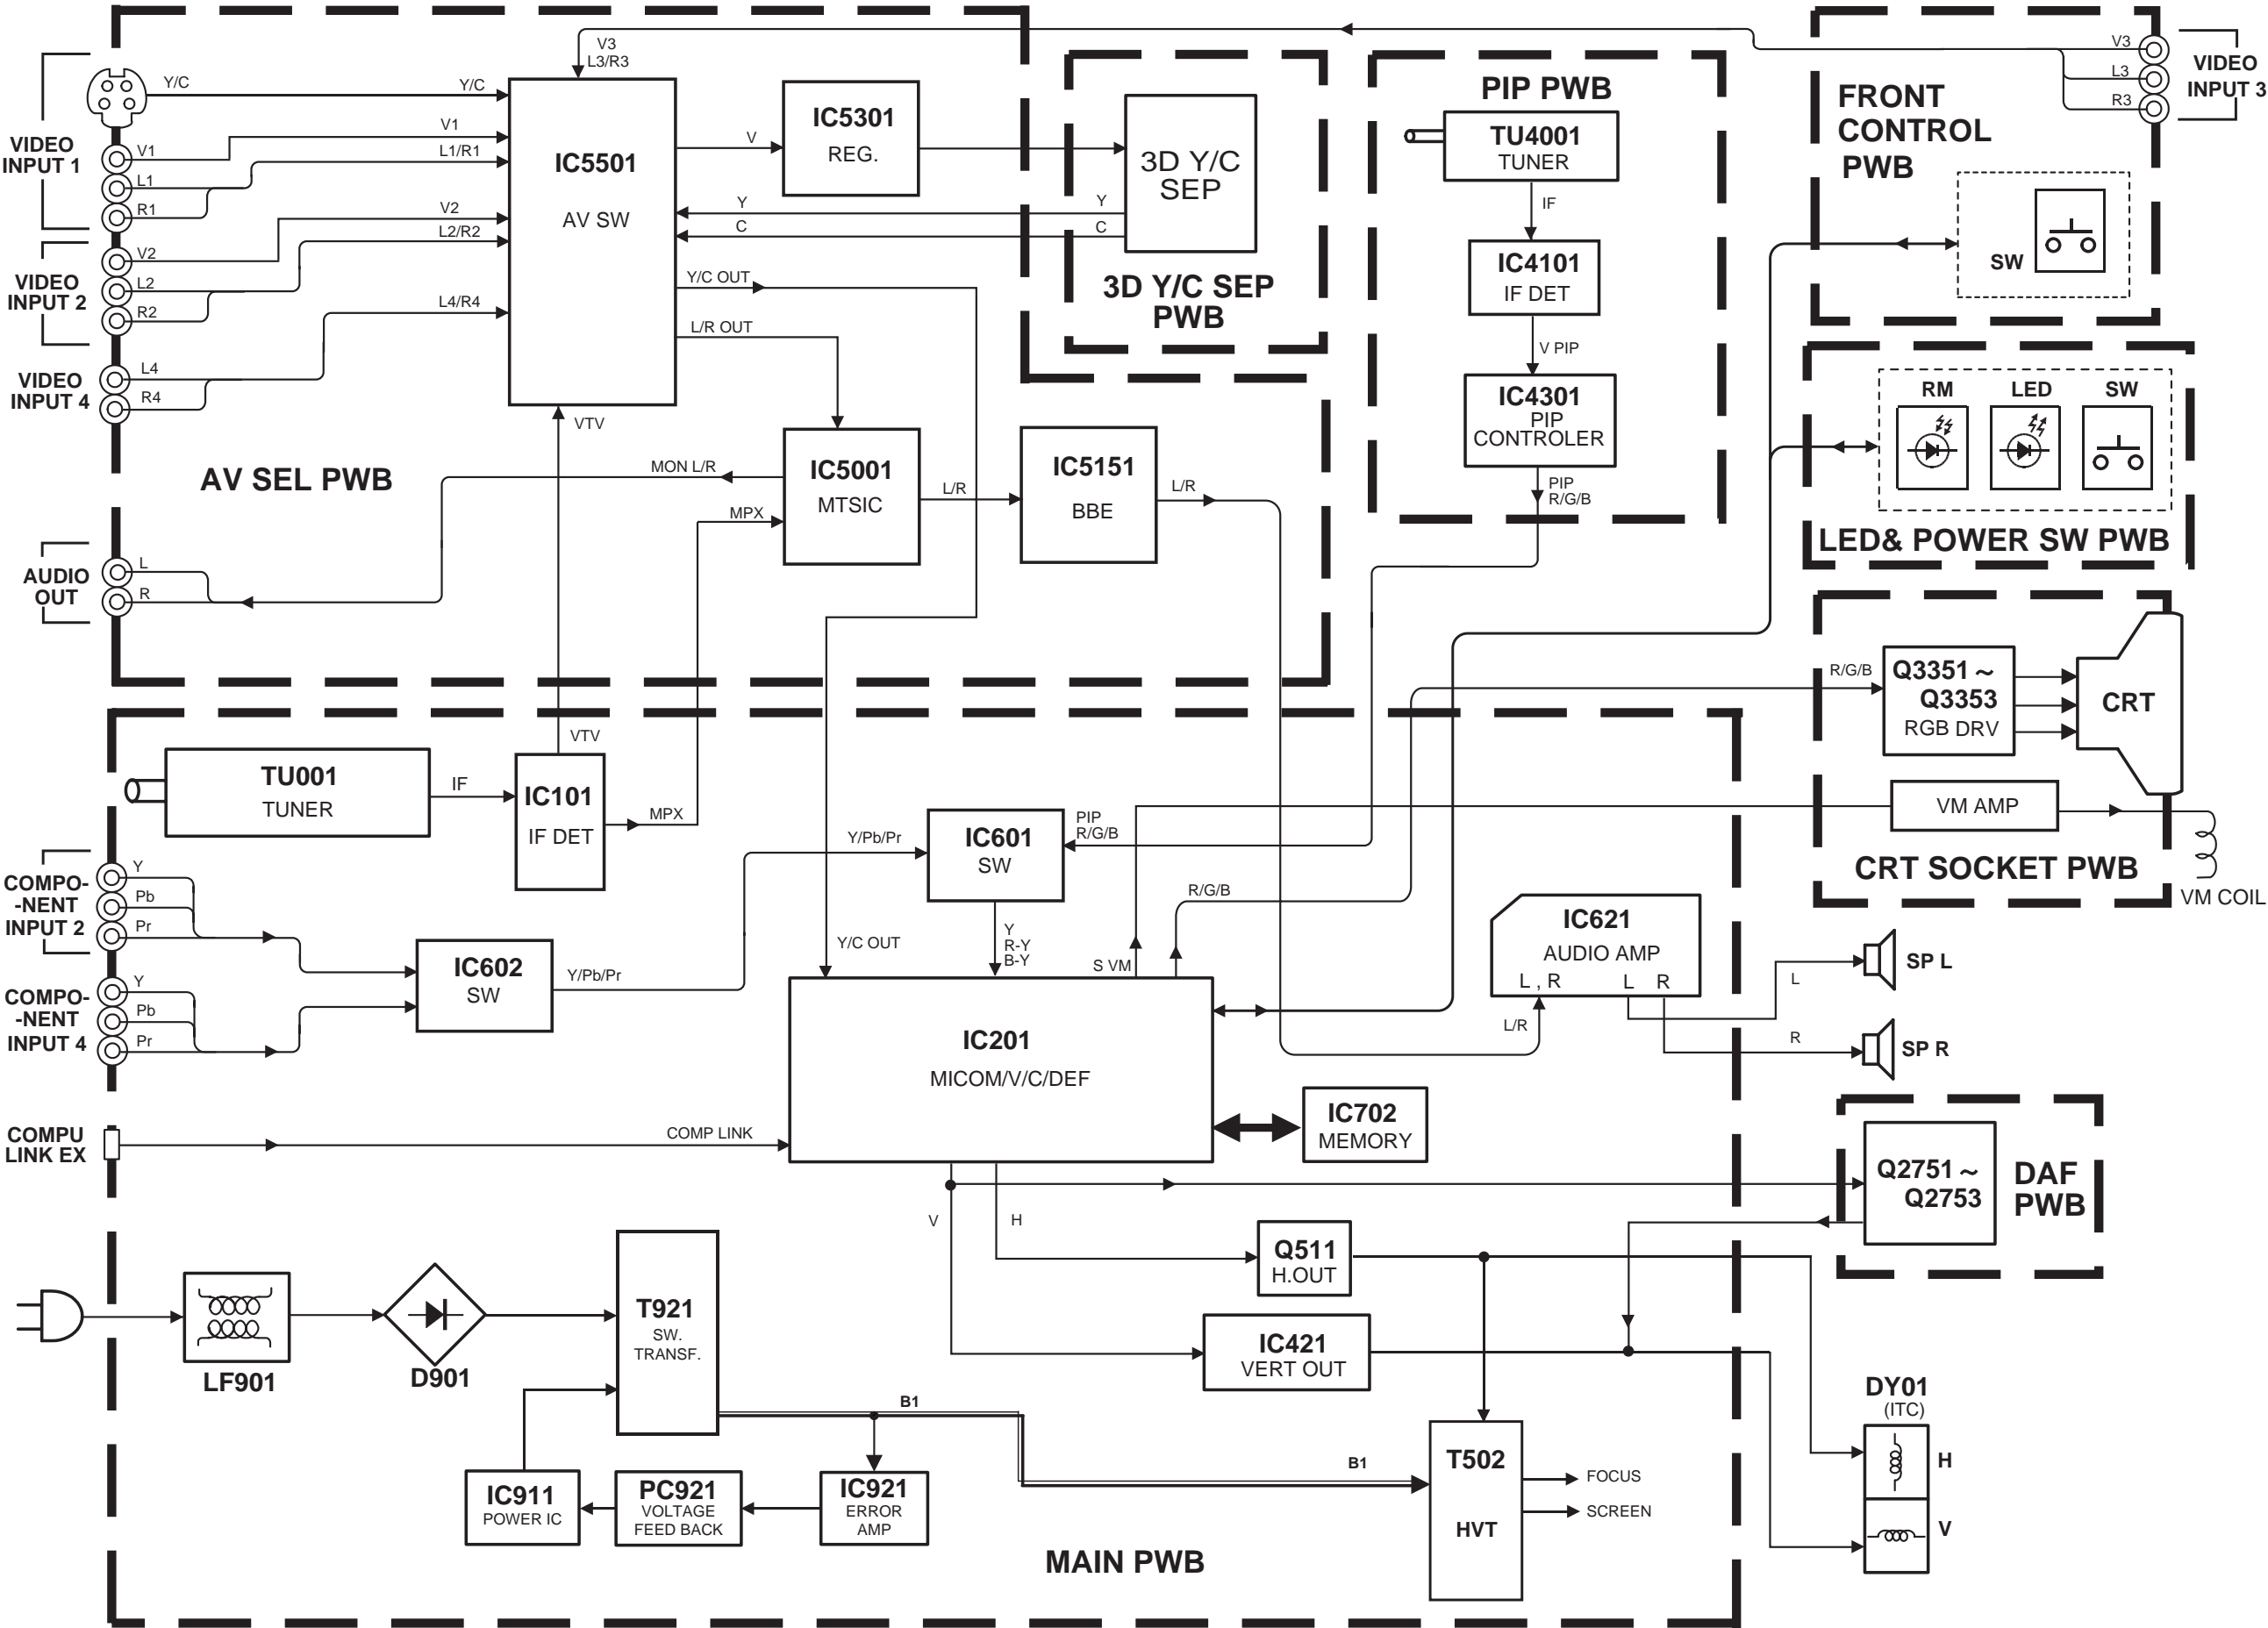 VIDEO
INPUT 1
Y/C
Y/C
V1
V1
L1
L1/R1
R1
VIDEO
INPUT 2
V2
V2
L2
L2/R2
R2
VIDEO
INPUT 4
L4
L4/R4
R4
V3
L3/R3
IC5501
AV SW
V
IC5301
REG.
Y
C
Y
C
3D Y/C
SEP
3D Y/C SEP
PWB
Y/C OUT
L/R OUT
VTV
AV SEL PWB
MON L/R
MPX
IC5001
MTSIC
L/R
IC5151
BBE
L/R
AUDIO
OUT
L
R
PIP PWB
TU4001
TUNER
IF
IC4101
IF DET
V PIP
IC4301
PIP
CONTROLER
PIP
R/G/B
FRONT
CONTROL
PWB
V3
L3
R3
VIDEO
INPUT 3
SW
RM
LED
SW
LED& POWER SW PWB
R/G/B
Q3351 ~
Q3353
RGB DRV
CRT
VM AMP
CRT SOCKET PWB
VM COIL
TU001
TUNER
IF
VTV
IC101
IF DET
MPX
COMPO-
-NENT
INPUT 2
Y
Pb
Pr
COMPO-
-NENT
INPUT 4
Y
Pb
Pr
IC602
SW
Y/Pb/Pr
Y/Pb/Pr
IC601
SW
PIP
R/G/B
Y
R-Y
B-Y
Y/C OUT
S VM
R/G/B
IC621
AUDIO AMP
L , R
L
R
L/R
L
SP L
R
SP R
IC201
MICOM/V/C/DEF
IC702
MEMORY
COMPU
LINK EX
COMP LINK
V
H
Q2751 ~
Q2753
DAF
PWB
Q511
H.OUT
IC421
VERT OUT
LF901
D901
T921
SW.
TRANSF.
B1
IC911
POWER IC
PC921
VOLTAGE
FEED BACK
IC921
ERROR
AMP
B1
T502
HVT
FOCUS
SCREEN
DY01
(ITC)
H
V
MAIN PWB